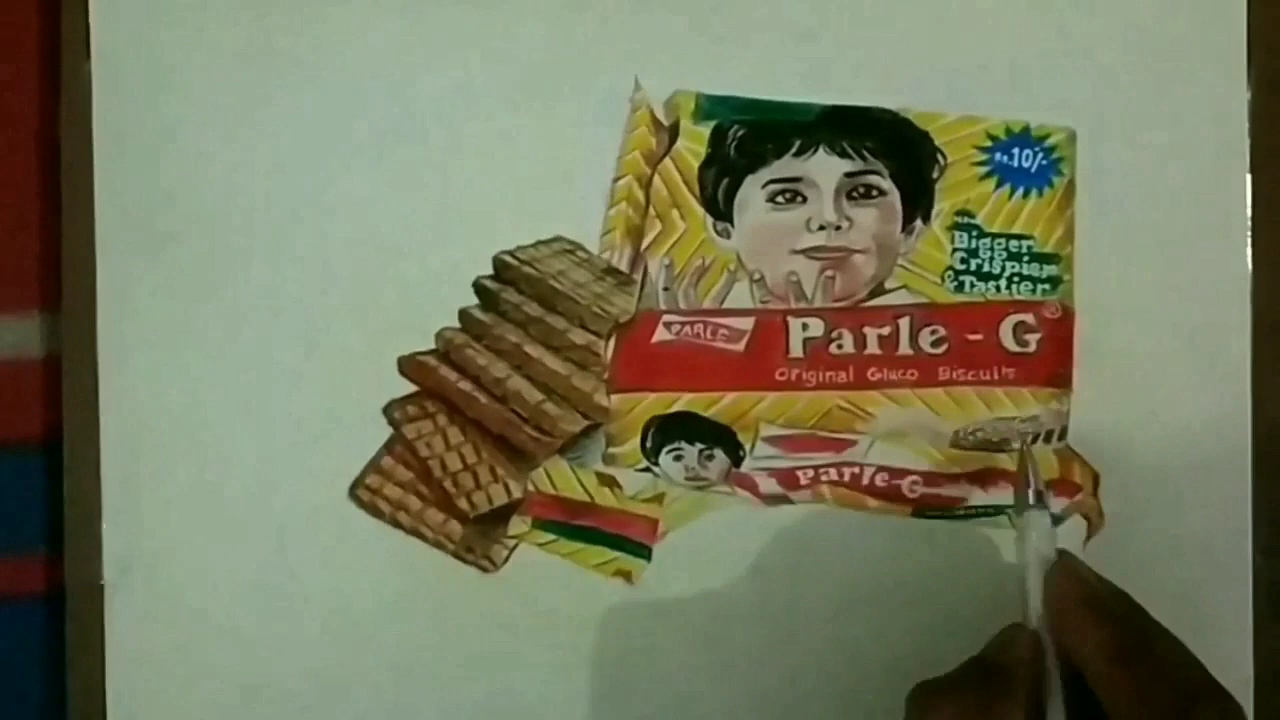 Rs.10/-
Bigger
Crispier
& Tastier
PARLE
Parle - G®
Original Gluco Biscuits
Parle-G